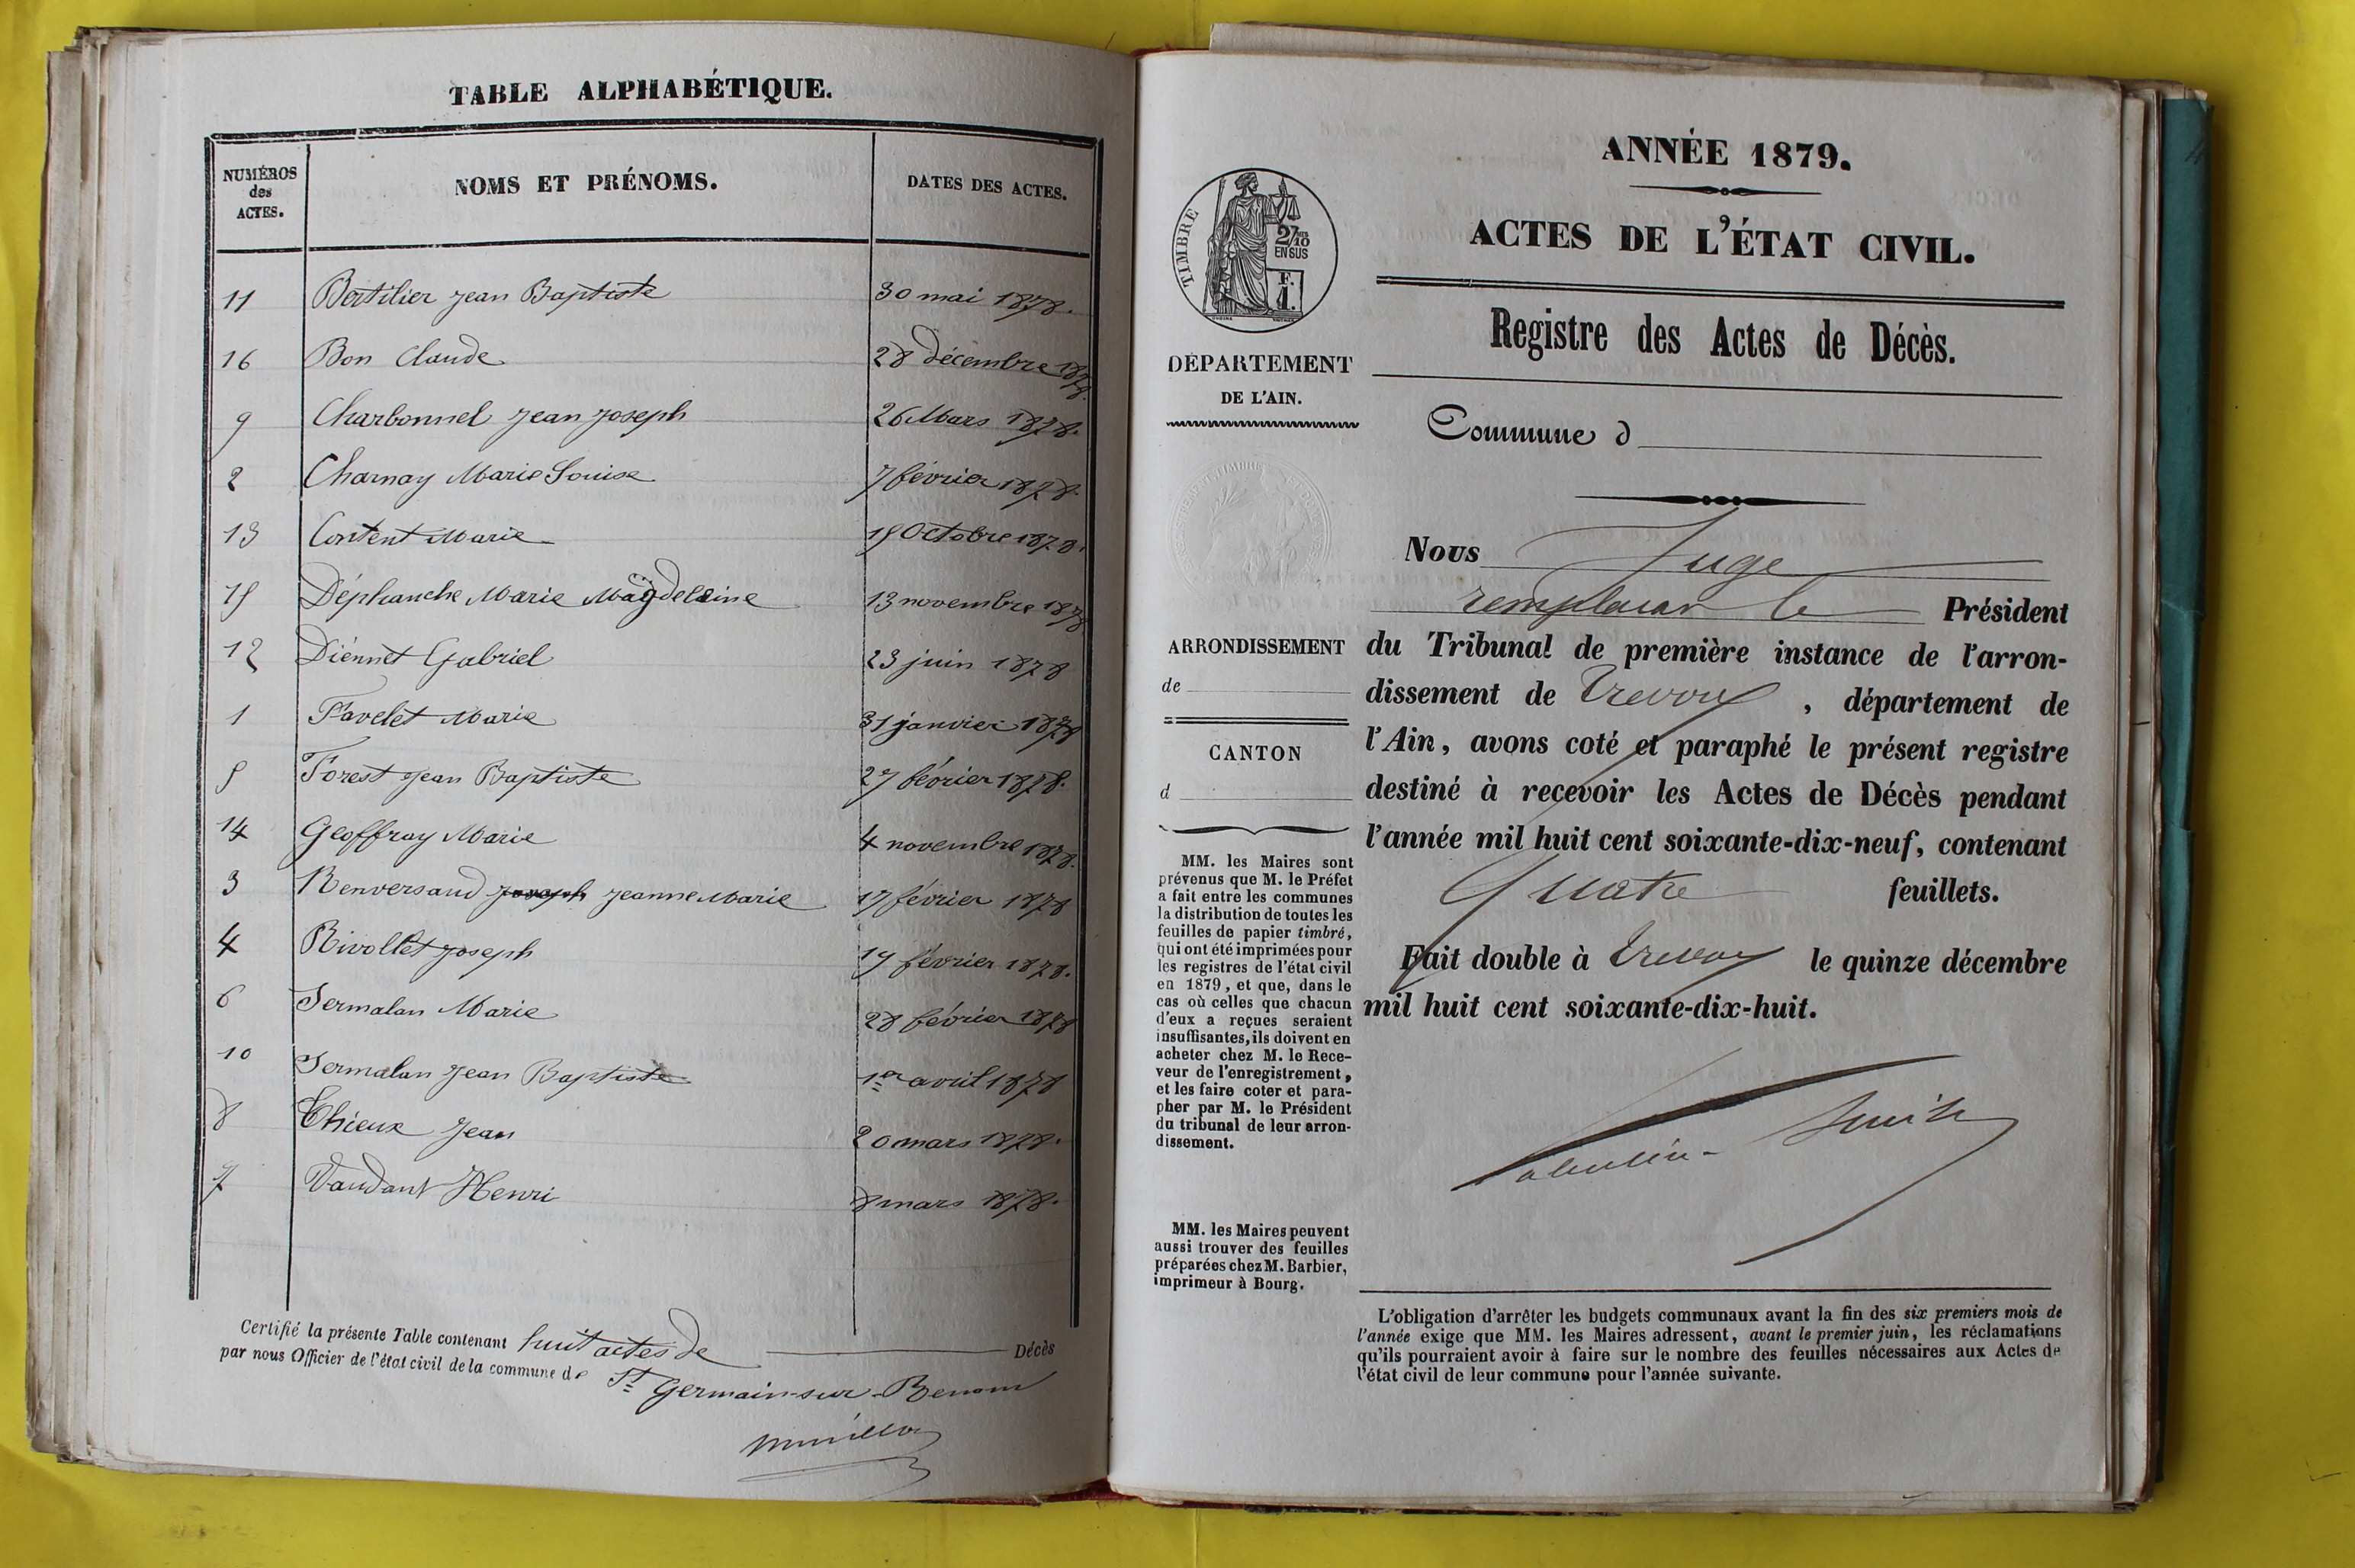 TABLE ALPHABÉTIQUE.
NUMÉROS des ACTES. NOMS ET PRÉNOMS. DATES DES ACTES.
11 Bertilier Jean Baptiste 30 mai 1878.
16 Bon Claude 28 décembre 1878.
9 Charbonnel Jean Joseph 26 Mars 1878.
2 Charnay Marie Louise 7 février 1878.
13 Content Marie 15 Octobre 1878.
15 Déphanche Marie Magdeleine 13 novembre 1878
12 Diennet Gabriel 23 juin 1878
1 Favelet Marie 31 janvier 1878
5 Forest Jean Baptiste 27 février 1878.
14 Geoffray Marie 4 novembre 1878.
3 Renversaud Joseph Jeanne Marie 17 février 1878
4 Rivollet Joseph 19 février 1878.
6 Sermalan Marie 28 février 1878
10 Sermalan Jean Baptiste 1er avril 1878
8 Thieux Jean 20 mars 1878.
7 Vaudant Henri 8 mars 1878.
Certifié la présente Table contenant huit actes de Décès
par nous Officier de l'état civil de la commune de St Germain-sur-Renom
ANNÉE 1879.
ACTES DE L'ÉTAT CIVIL.
Registre des Actes de Décès.
Commune d
TIMBRE
2/10 EN SUS
F. 1.
DÉPARTEMENT
DE L'AIN.
ARRONDISSEMENT
de
CANTON
d
MM. les Maires sont
prévenus que M. le Préfet
a fait entre les communes
la distribution de toutes les
feuilles de papier timbré,
qui ont été imprimées pour
les registres de l'état civil
en 1879, et que, dans le
cas où celles que chacun
d'eux a reçues seraient
insuffisantes, ils doivent en
acheter chez M. le Rece-
veur de l'enregistrement,
et les faire coter et para-
pher par M. le Président
du tribunal de leur arron-
dissement.
MM. les Maires peuvent
aussi trouver des feuilles
préparées chez M. Barbier,
imprimeur à Bourg.
Nous Juge
remplaçant le Président
du Tribunal de première instance de l'arron-
dissement de Trevoux, département de
l'Ain, avons coté et paraphé le présent registre
destiné à recevoir les Actes de Décès pendant
l'année mil huit cent soixante-dix-neuf, contenant
Quatre feuillets.
Fait double à Trevoux le quinze décembre
mil huit cent soixante-dix-huit.
L'obligation d'arrêter les budgets communaux avant la fin des six premiers mois de
l'année exige que MM. les Maires adressent, avant le premier juin, les réclamations
qu'ils pourraient avoir à faire sur le nombre des feuilles nécessaires aux Actes de
l'état civil de leur commune pour l'année suivante.